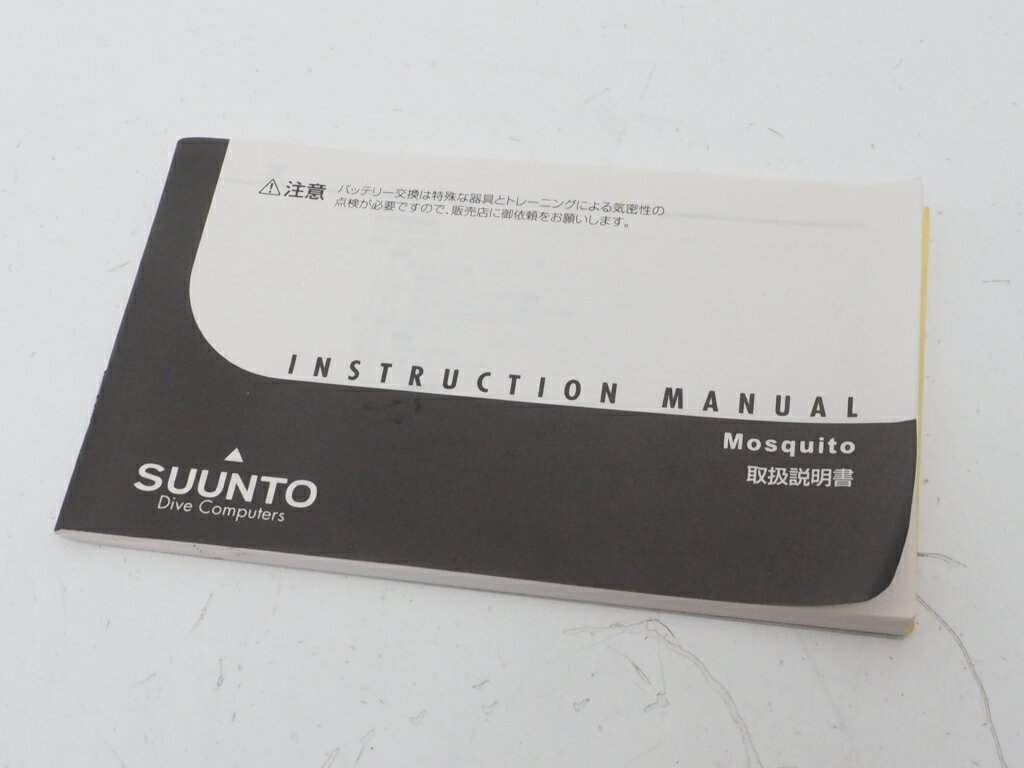 ⚠注意 バッテリー交換は特殊な器具とトレーニングによる気密性の
点検が必要ですので、販売店に御依頼をお願いします。
INSTRUCTION MANUAL
Mosquito
取扱説明書
SUUNTO
Dive Computers